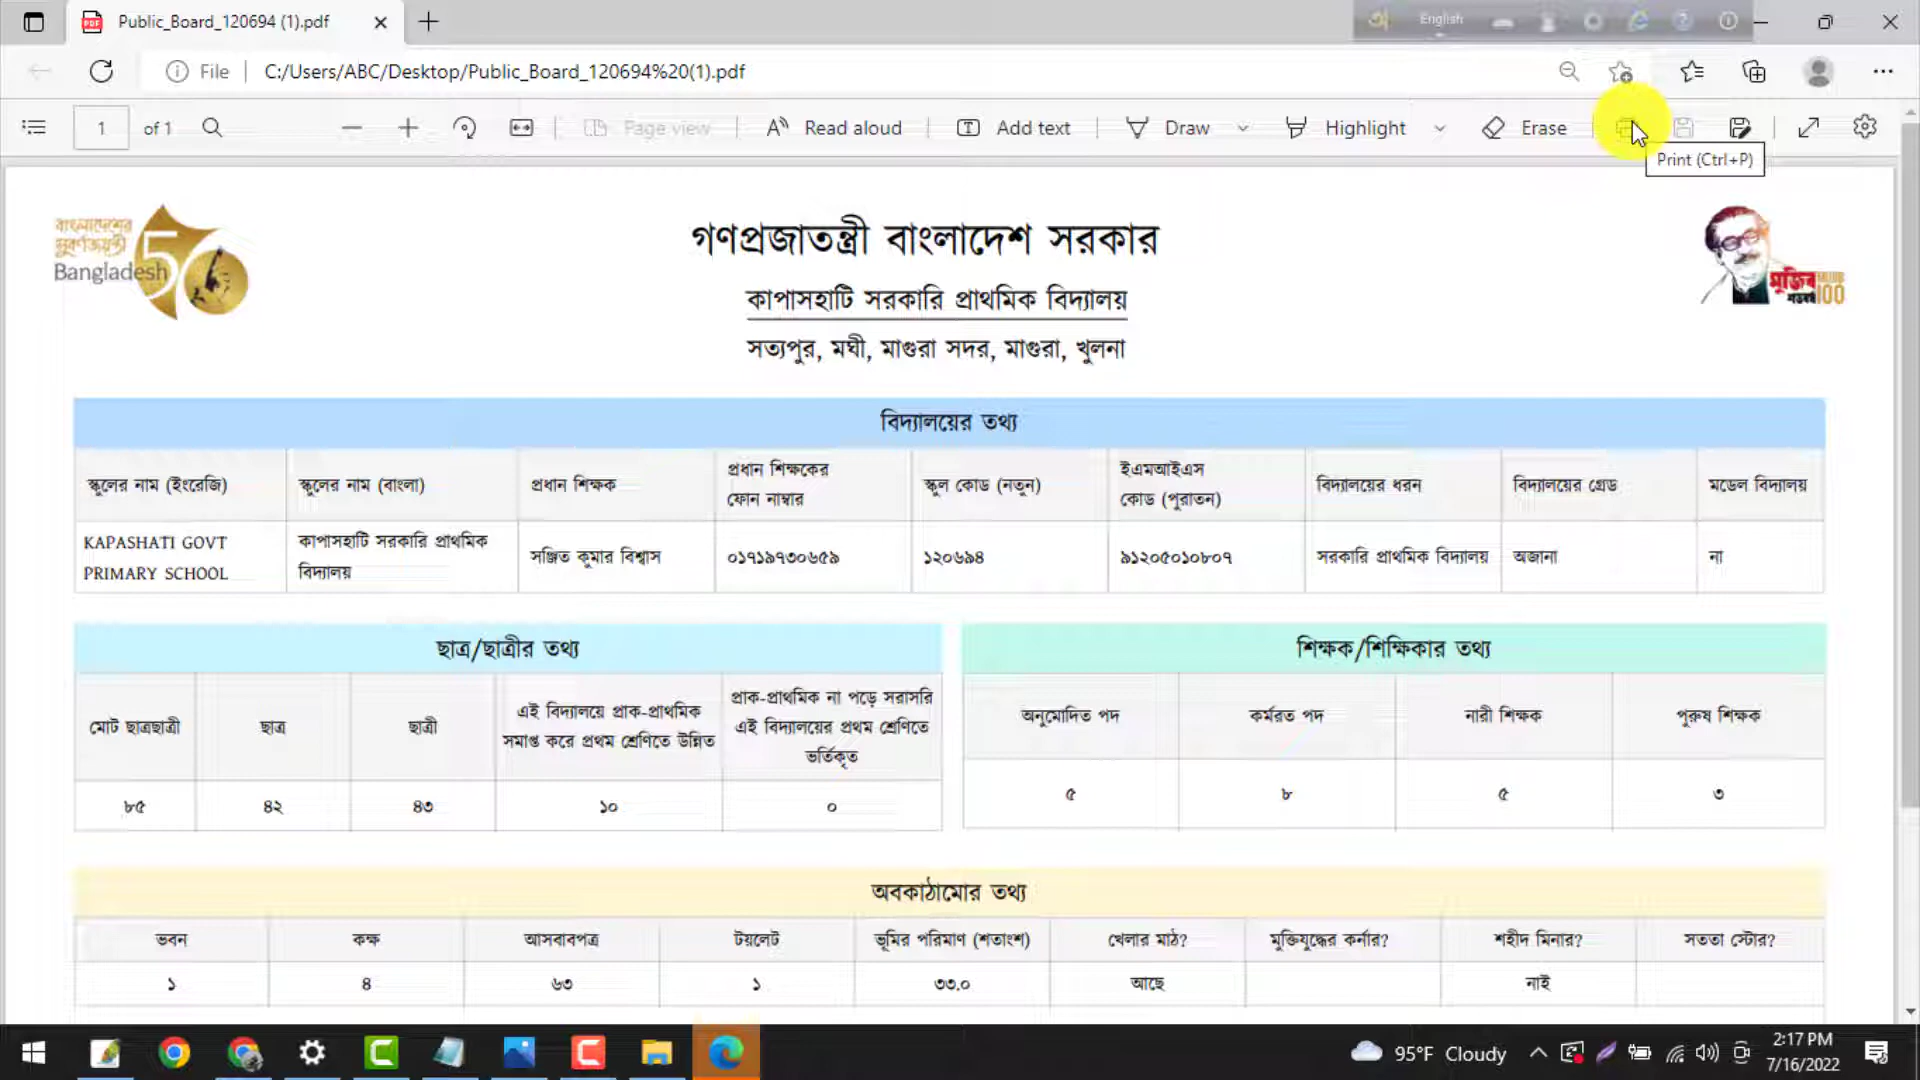 Public_Board_120694 (1).pdf
English
File
C:/Users/ABC/Desktop/Public_Board_120694%20(1).pdf
1 of 1
Page view
Read aloud
Add text
Draw
Highlight
Erase
Print (Ctrl+P)
বাংলাদেশের
সুবর্ণজয়ন্তী
Bangladesh
50
গণপ্রজাতন্ত্রী বাংলাদেশ সরকার
কাপাসহাটি সরকারি প্রাথমিক বিদ্যালয়
সত্যপুর, মঘী, মাগুরা সদর, মাগুরা, খুলনা
মুজিব
শতবর্ষ 100
বিদ্যালয়ের তথ্য
স্কুলের নাম (ইংরেজি)
স্কুলের নাম (বাংলা)
প্রধান শিক্ষক
প্রধান শিক্ষকের
ফোন নাম্বার
স্কুল কোড (নতুন)
ইএমআইএস
কোড (পুরাতন)
বিদ্যালয়ের ধরন
বিদ্যালয়ের গ্রেড
মডেল বিদ্যালয়
KAPASHATI GOVT
PRIMARY SCHOOL
কাপাসহাটি সরকারি প্রাথমিক
বিদ্যালয়
সঞ্জিত কুমার বিশ্বাস
০১৭১৯৭৩০৬৫৯
১২০৬৯৪
৯১২০৫০১০৮০৭
সরকারি প্রাথমিক বিদ্যালয়
অজানা
না
ছাত্র/ছাত্রীর তথ্য
মোট ছাত্রছাত্রী
ছাত্র
ছাত্রী
এই বিদ্যালয়ে প্রাক-প্রাথমিক
সমাপ্ত করে প্রথম শ্রেণিতে উন্নিত
প্রাক-প্রাথমিক না পড়ে সরাসরি
এই বিদ্যালয়ের প্রথম শ্রেণিতে
ভর্তিকৃত
৮৫
৪২
৪৩
১০
০
শিক্ষক/শিক্ষিকার তথ্য
অনুমোদিত পদ
কর্মরত পদ
নারী শিক্ষক
পুরুষ শিক্ষক
৫
৮
৫
৩
অবকাঠামোর তথ্য
ভবন
কক্ষ
আসবাবপত্র
টয়লেট
ভূমির পরিমাণ (শতাংশ)
খেলার মাঠ?
মুক্তিযুদ্ধের কর্নার?
শহীদ মিনার?
সততা স্টোর?
১
৪
৬৩
১
৩৩.০
আছে
নাই
95°F Cloudy
2:17 PM
7/16/2022